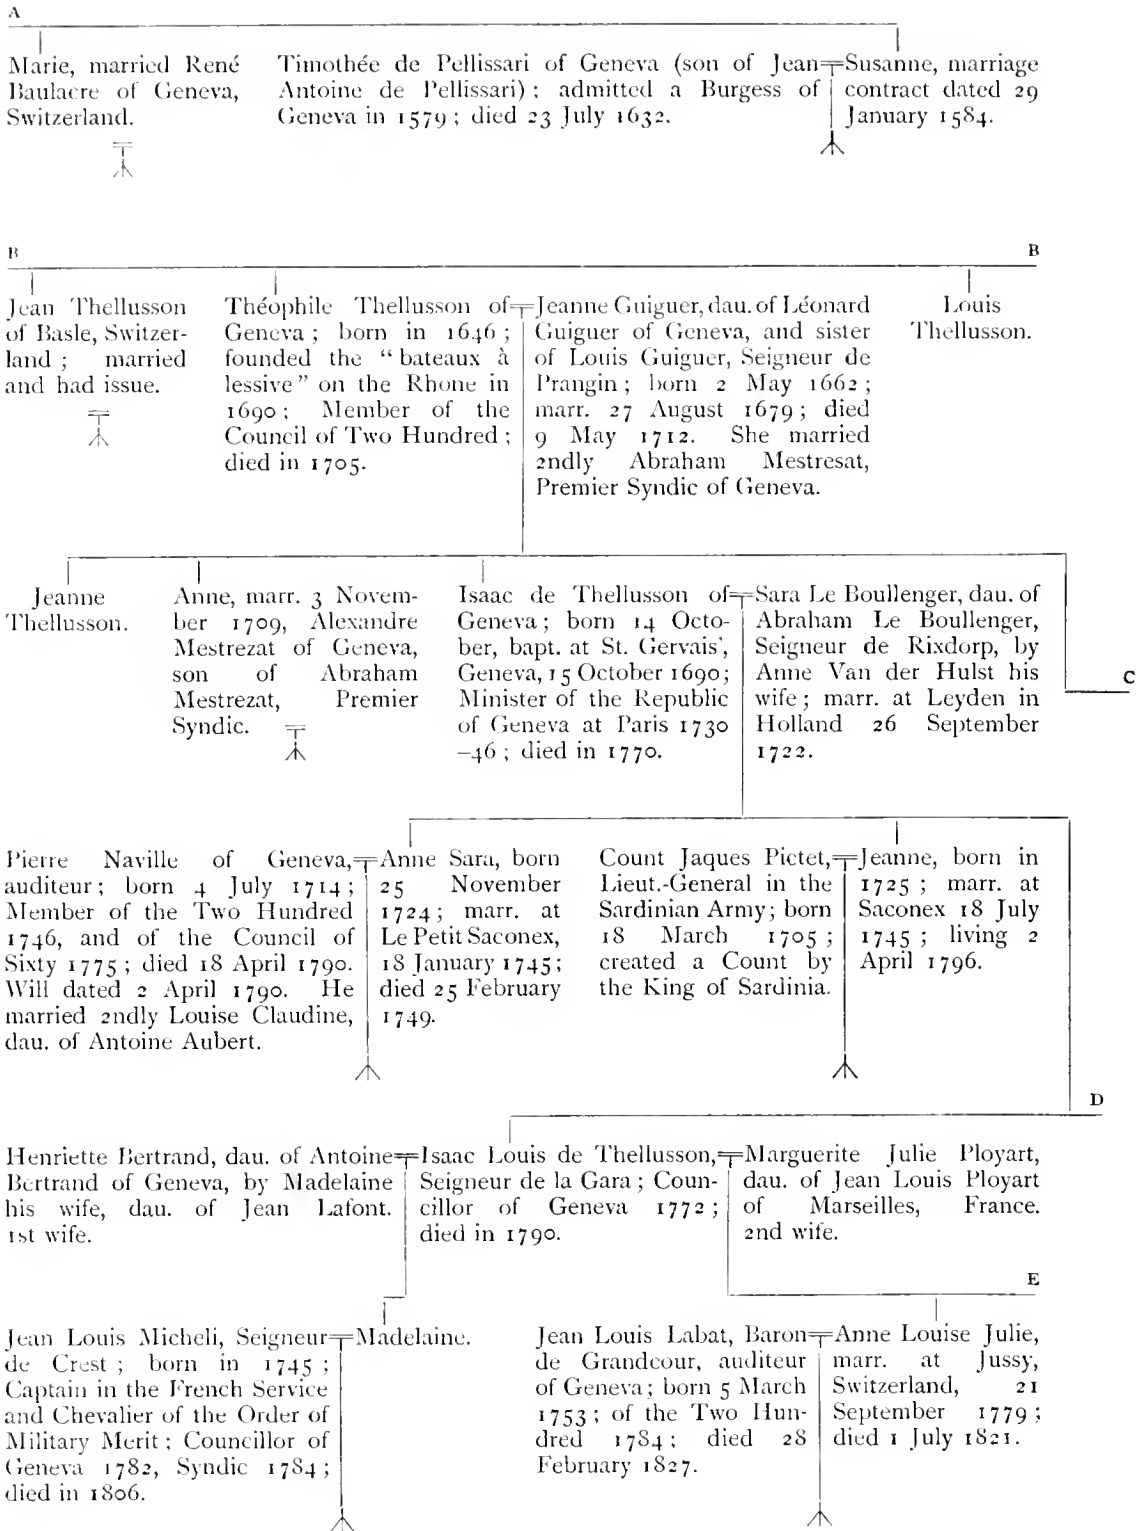 A
Marie, married René
Baulacre of Geneva,
Switzerland.
Timothée de Pellissari of Geneva (son of Jean
Antoine de Pellissari) ; admitted a Burgess of
Geneva in 1579 ; died 23 July 1632.
Susanne, marriage
contract dated 29
January 1584.
B B
Jean Thellusson
of Basle, Switzer-
land ; married
and had issue.
Théophile Thellusson of
Geneva ; born in 1646 ;
founded the “ bateaux à
lessive ” on the Rhone in
1690 ; Member of the
Council of Two Hundred ;
died in 1705.
Jeanne Guiguer, dau. of Léonard
Guiguer of Geneva, and sister
of Louis Guiguer, Seigneur de
Prangin ; born 2 May 1662 ;
marr. 27 August 1679 ; died
9 May 1712. She married
2ndly Abraham Mestresat,
Premier Syndic of Geneva.
Louis
Thellusson.
Jeanne
Thellusson.
Anne, marr. 3 Novem-
ber 1709, Alexandre
Mestrezat of Geneva,
son of Abraham
Mestrezat, Premier
Syndic.
Isaac de Thellusson of
Geneva ; born 14 Octo-
ber, bapt. at St. Gervais',
Geneva, 15 October 1690 ;
Minister of the Republic
of Geneva at Paris 1730
–46 ; died in 1770.
Sara Le Boullenger, dau. of
Abraham Le Boullenger,
Seigneur de Rixdorp, by
Anne Van der Hulst his
wife ; marr. at Leyden in
Holland 26 September
1722.
C
Pierre Naville of Geneva,
auditeur ; born 4 July 1714 ;
Member of the Two Hundred
1746, and of the Council of
Sixty 1775 ; died 18 April 1790.
Will dated 2 April 1790. He
married 2ndly Louise Claudine,
dau. of Antoine Aubert.
Anne Sara, born
25 November
1724 ; marr. at
Le Petit Saconex,
18 January 1745 ;
died 25 February
1749.
Count Jaques Pictet,
Lieut.-General in the
Sardinian Army ; born
18 March 1705 ;
created a Count by
the King of Sardinia.
Jeanne, born in
1725 ; marr. at
Saconex 18 July
1745 ; living 2
April 1796.
D
Henriette Bertrand, dau. of Antoine
Bertrand of Geneva, by Madelaine
his wife, dau. of Jean Lafont.
1st wife.
Isaac Louis de Thellusson,
Seigneur de la Gara ; Coun-
cillor of Geneva 1772 ;
died in 1790.
Marguerite Julie Ployart,
dau. of Jean Louis Ployart
of Marseilles, France.
2nd wife.
E
Jean Louis Micheli, Seigneur
de Crest ; born in 1745 ;
Captain in the French Service
and Chevalier of the Order of
Military Merit ; Councillor of
Geneva 1782, Syndic 1784 ;
died in 1806.
Madelaine.
Jean Louis Labat, Baron
de Grandcour, auditeur
of Geneva ; born 5 March
1753 ; of the Two Hun-
dred 1784 ; died 28
February 1827.
Anne Louise Julie,
marr. at Jussy,
Switzerland, 21
September 1779 ;
died 1 July 1821.